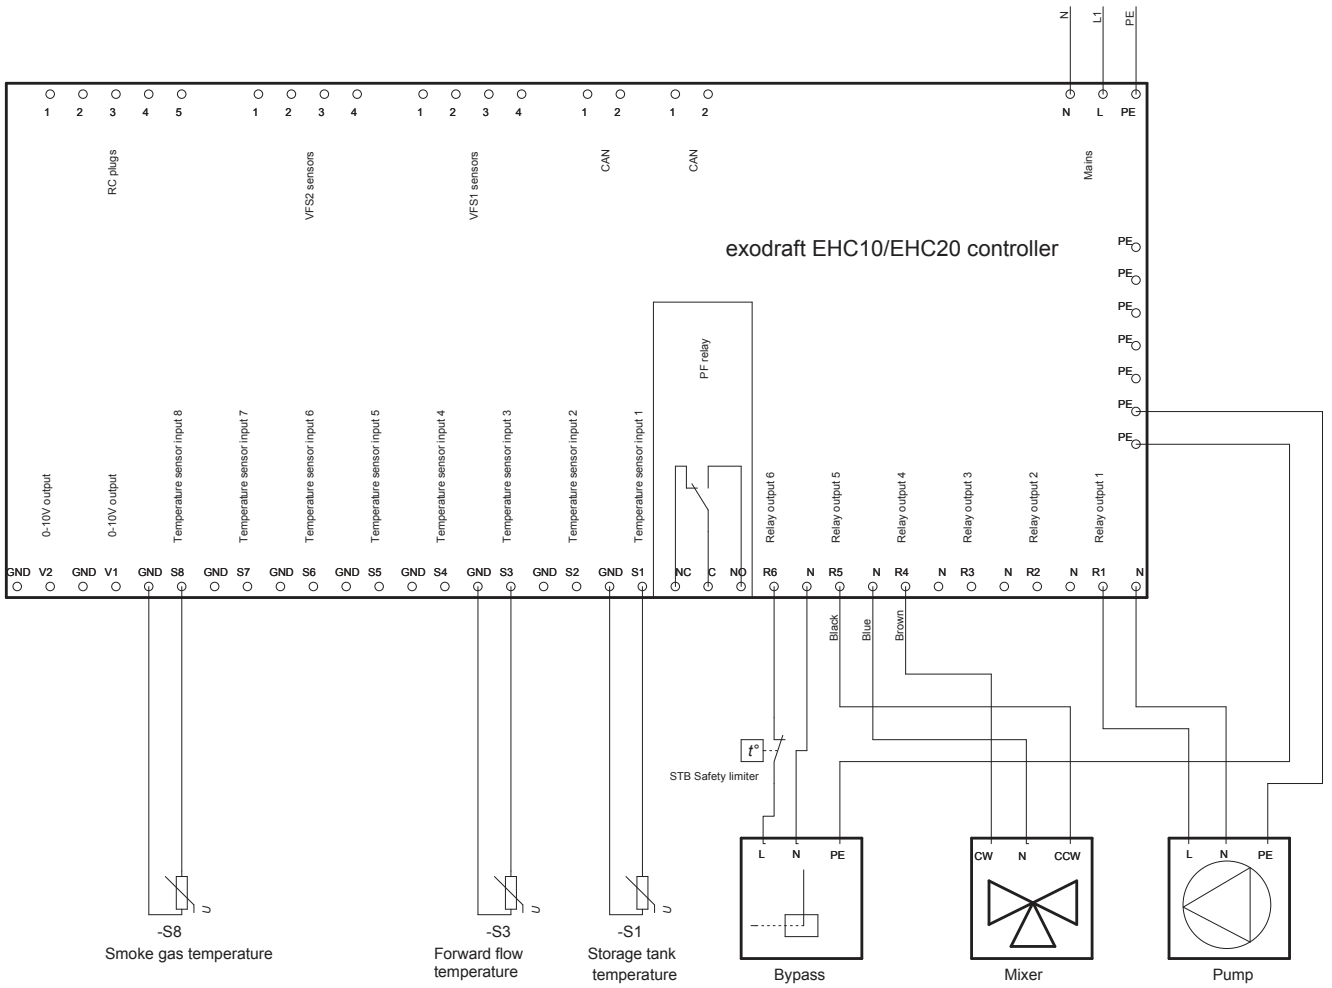 N L1 PE
1 2 3 4 5 1 2 3 4 1 2 3 4 1 2 1 2 N L PE
RC plugs
VFS2 sensors
VFS1 sensors
CAN
CAN
Mains
exodraft EHC10/EHC20 controller
PE
PE
PE
PE
PE
PE
PE
PF relay
0-10V output
0-10V output
Temperature sensor input 8
Temperature sensor input 7
Temperature sensor input 6
Temperature sensor input 5
Temperature sensor input 4
Temperature sensor input 3
Temperature sensor input 2
Temperature sensor input 1
Relay output 6
Relay output 5
Relay output 4
Relay output 3
Relay output 2
Relay output 1
GND V2 GND V1 GND S8 GND S7 GND S6 GND S5 GND S4 GND S3 GND S2 GND S1 NC C NO R6 N R5 N R4 N R3 N R2 N R1 N
Black
Blue
Brown
t°
STB Safety limiter
L N PE
CW N CCW
L N PE
U
U
U
-S8
Smoke gas temperature
-S3
Forward flow
temperature
-S1
Storage tank
temperature
Bypass
Mixer
Pump